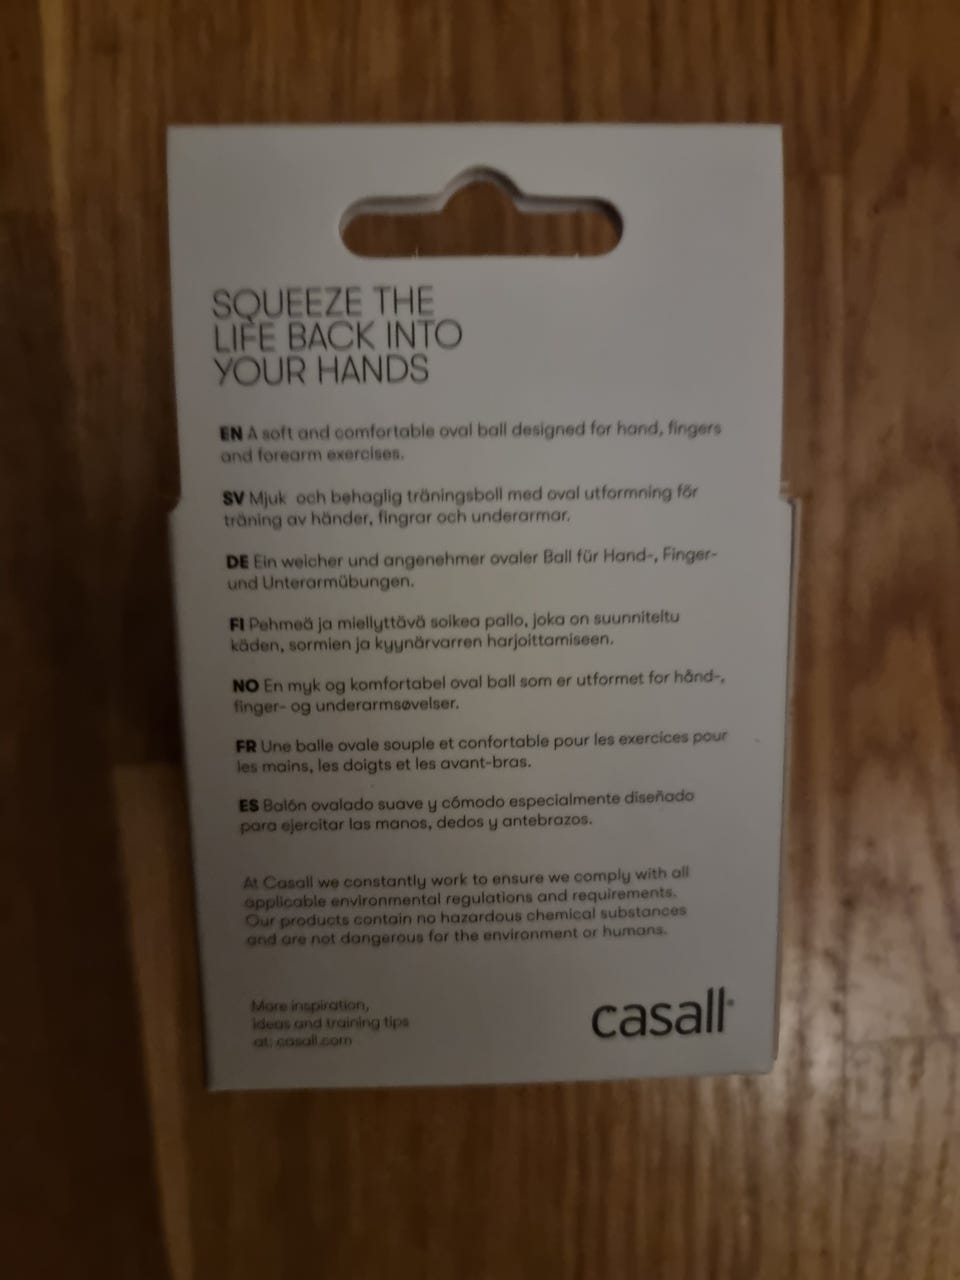 SQUEEZE THE
LIFE BACK INTO
YOUR HANDS
EN A soft and comfortable oval ball designed for hand, fingers
and forearm exercises.
SV Mjuk och behaglig träningsboll med oval utformning för
träning av händer, fingrar och underarmar.
DE Ein weicher und angenehmer ovaler Ball für Hand-, Finger-
und Unterarmübungen.
FI Pehmeä ja miellyttävä soikea pallo, joka on suunniteltu
käden, sormien ja kyynärvarren harjoittamiseen.
NO En myk og komfortabel oval ball som er utformet for hånd-,
finger- og underarmsøvelser.
FR Une balle ovale souple et confortable pour les exercices pour
les mains, les doigts et les avant-bras.
ES Balón ovalado suave y cómodo especialmente diseñado
para ejercitar las manos, dedos y antebrazos.
At Casall we constantly work to ensure we comply with all
applicable environmental regulations and requirements.
Our products contain no hazardous chemical substances
and are not dangerous for the environment or humans.
More inspiration,
ideas and training tips
at: casall.com
casall®